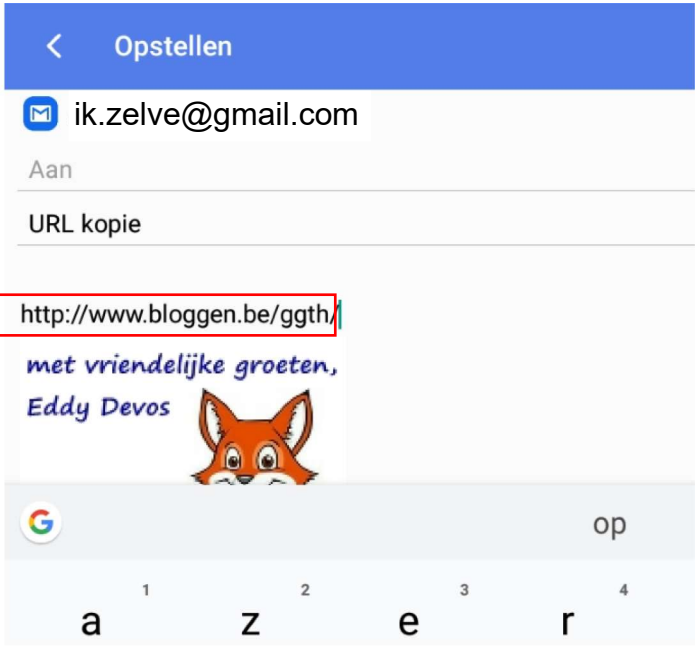 Opstellen
ik.zelve@gmail.com
Aan
URL kopie
http://www.bloggen.be/ggth/
met vriendelijke groeten,
Eddy Devos
G
op
1 2 3 4
a z e r